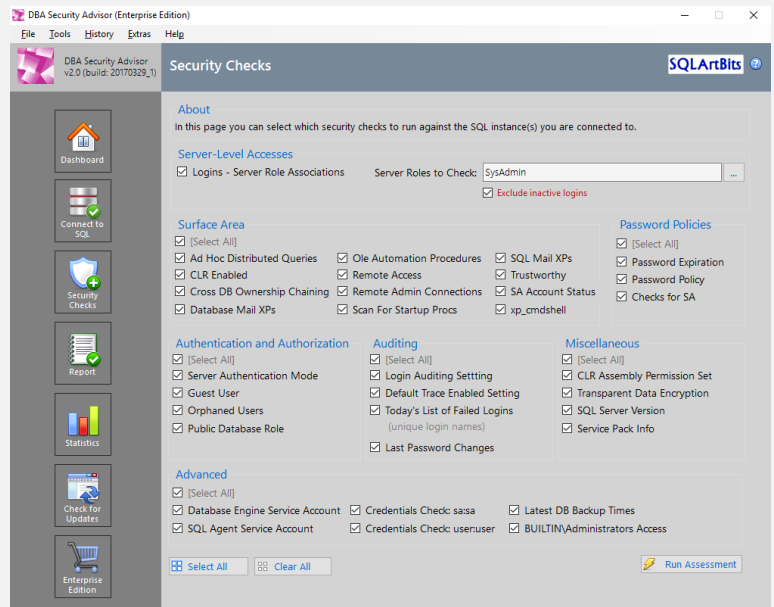 DBA Security Advisor (Enterprise Edition)
File Tools History Extras Help
DBA Security Advisor
v2.0 (build: 20170329_1)
Security Checks
SQLArtBits
?
Dashboard
Connect to
SQL
Security
Checks
Report
Statistics
Check for
Updates
Enterprise
Edition
About
In this page you can select which security checks to run against the SQL instance(s) you are connected to.
Server-Level Accesses
Logins - Server Role Associations
Server Roles to Check: SysAdmin ...
Exclude inactive logins
Surface Area
[Select All]
Ad Hoc Distributed Queries Ole Automation Procedures SQL Mail XPs
CLR Enabled Remote Access Trustworthy
Cross DB Ownership Chaining Remote Admin Connections SA Account Status
Database Mail XPs Scan For Startup Procs xp_cmdshell
Password Policies
[Select All]
Password Expiration
Password Policy
Checks for SA
Authentication and Authorization
[Select All]
Server Authentication Mode
Guest User
Orphaned Users
Public Database Role
Auditing
[Select All]
Login Auditing Settting
Default Trace Enabled Setting
Today's List of Failed Logins
(unique login names)
Last Password Changes
Miscellaneous
[Select All]
CLR Assembly Permission Set
Transparent Data Encryption
SQL Server Version
Service Pack Info
Advanced
[Select All]
Database Engine Service Account Credentials Check: sa:sa Latest DB Backup Times
SQL Agent Service Account Credentials Check: user:user BUILTIN\Administrators Access
Select All Clear All Run Assessment